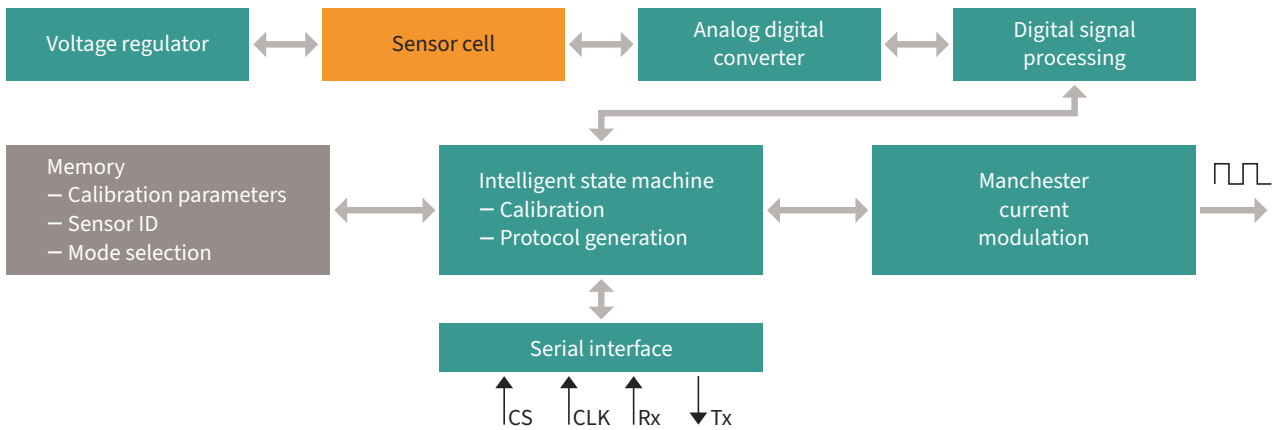 Voltage regulator
Sensor cell
Analog digital
converter
Digital signal
processing
Memory
– Calibration parameters
– Sensor ID
– Mode selection
Intelligent state machine
– Calibration
– Protocol generation
Manchester
current
modulation
Serial interface
CS
CLK
Rx
Tx